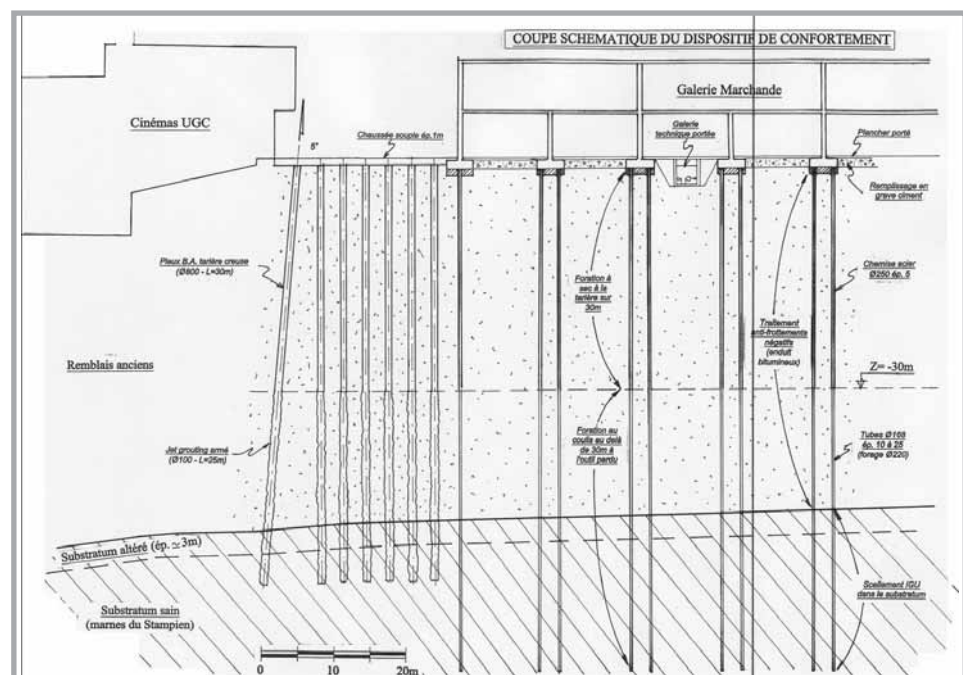 COUPE SCHEMATIQUE DU DISPOSITIF DE CONFORTEMENT
Cinémas UGC
Galerie Marchande
Chaussée souple ép.1m
Galerie
technique portée
Plancher porté
5°
Remplissage en
grave ciment
Pieux B.A. tarière creuse
(Ø800 - L=30m)
Foration à
sec à la
tarière sur
30m
Chemise acier
Ø250 ép. 5
Traitement
anti-frottements
négatifs
(enduit
bitumineux)
Remblais anciens
Z= -30m
Jet grouting armé
(Ø100 - L=25m)
Foration au
coulis au delà
de 30m à
l'outil perdu
Tubes Ø168
ép. 10 à 25
(forage Ø220)
Substratum altéré (ép. ≃ 3m)
Substratum sain
(marnes du Stampien)
Scellement IGU
dans le substratum
0 10 20m